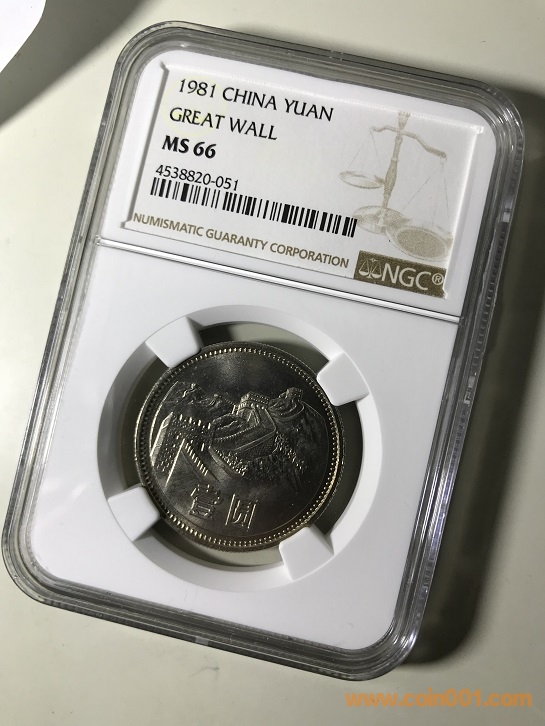 1981 CHINA YUAN
GREAT WALL
MS 66
4538820-051
NUMISMATIC GUARANTY CORPORATION
NGC®
壹圆
www.coin001.com